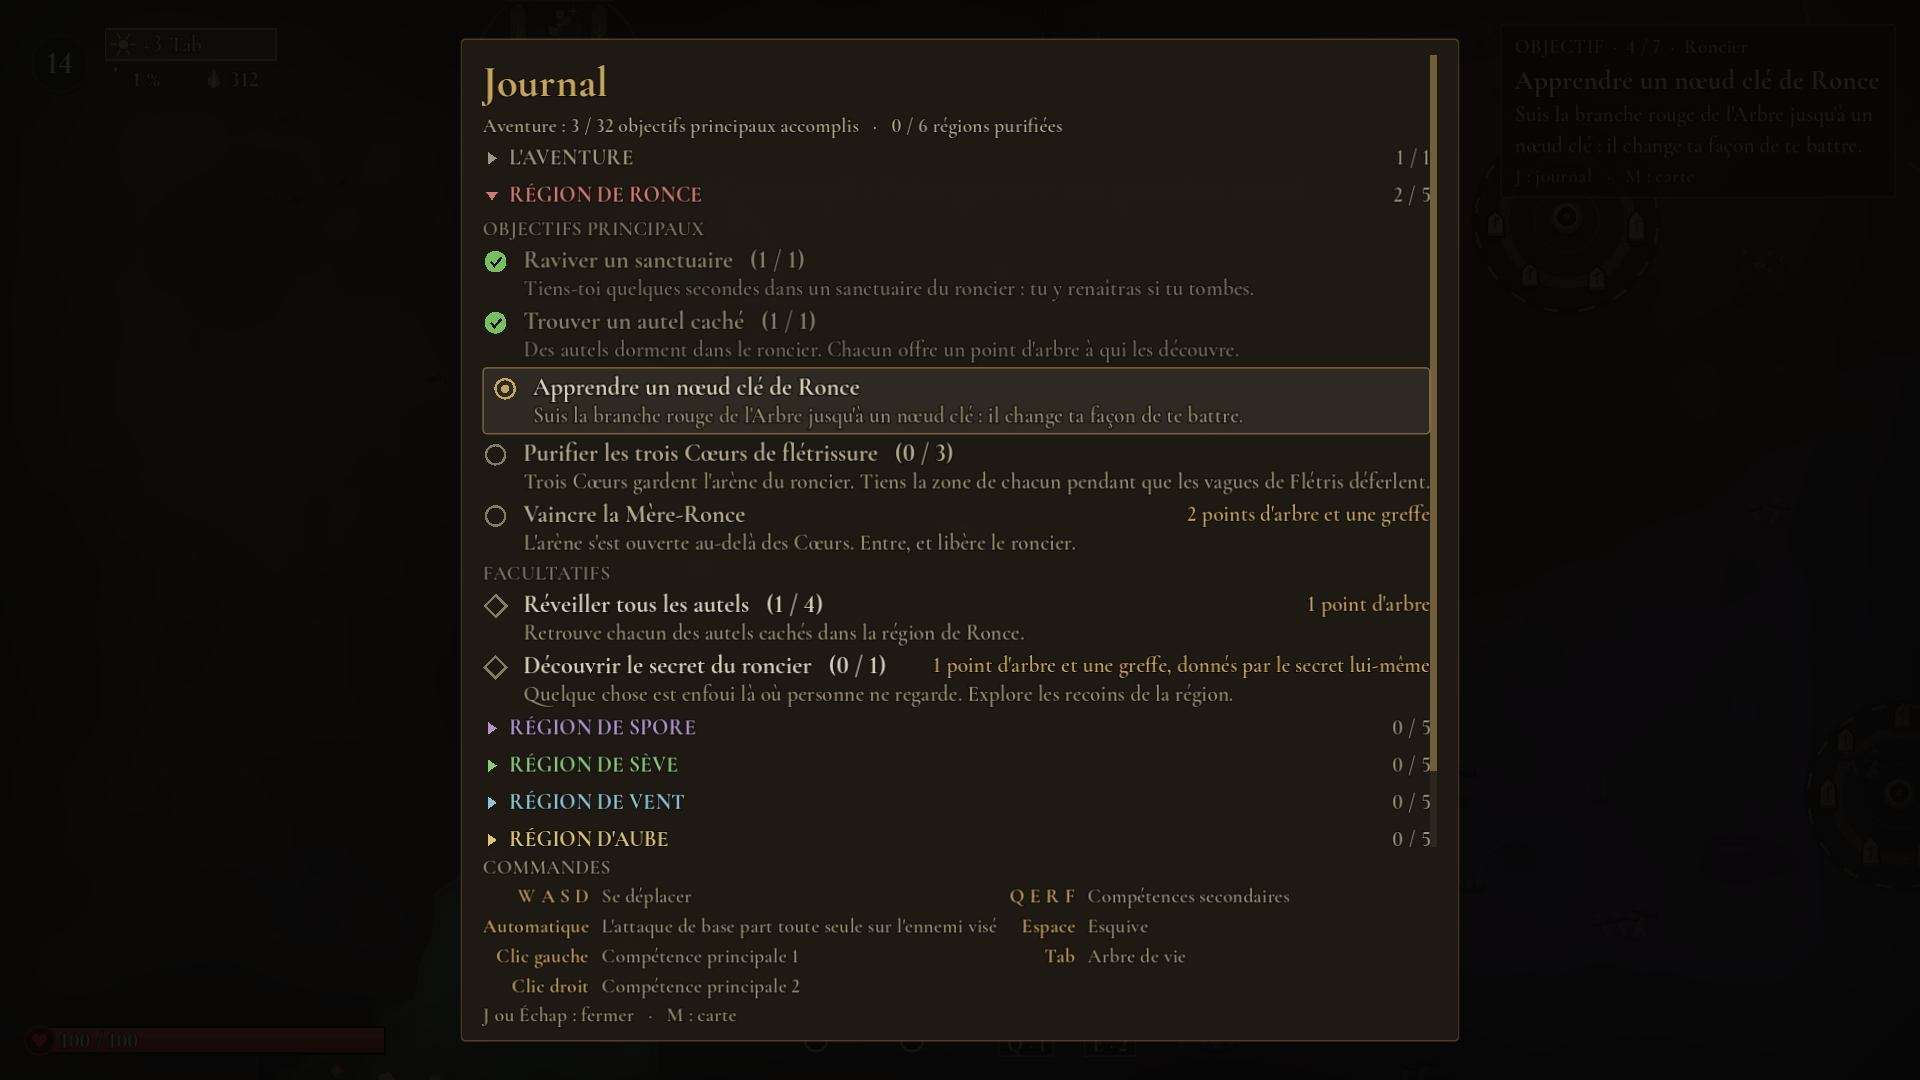 14
-3 Tab
1 %
312
OBJECTIF · 4 / 7 · Roncier
Apprendre un nœud clé de Ronce
Suis la branche rouge de l'Arbre jusqu'à un
nœud clé : il change ta façon de te battre.
J : journal · M : carte
Journal
Aventure : 3 / 32 objectifs principaux accomplis · 0 / 6 régions purifiées
L'AVENTURE 1 / 1
RÉGION DE RONCE 2 / 5
OBJECTIFS PRINCIPAUX
Raviver un sanctuaire (1 / 1)
Tiens-toi quelques secondes dans un sanctuaire du roncier : tu y renaîtras si tu tombes.
Trouver un autel caché (1 / 1)
Des autels dorment dans le roncier. Chacun offre un point d'arbre à qui les découvre.
Apprendre un nœud clé de Ronce
Suis la branche rouge de l'Arbre jusqu'à un nœud clé : il change ta façon de te battre.
Purifier les trois Cœurs de flétrissure (0 / 3)
Trois Cœurs gardent l'arène du roncier. Tiens la zone de chacun pendant que les vagues de Flétris déferlent.
Vaincre la Mère-Ronce 2 points d'arbre et une greffe
L'arène s'est ouverte au-delà des Cœurs. Entre, et libère le roncier.
FACULTATIFS
Réveiller tous les autels (1 / 4) 1 point d'arbre
Retrouve chacun des autels cachés dans la région de Ronce.
Découvrir le secret du roncier (0 / 1) 1 point d'arbre et une greffe, donnés par le secret lui-même
Quelque chose est enfoui là où personne ne regarde. Explore les recoins de la région.
RÉGION DE SPORE 0 / 5
RÉGION DE SÈVE 0 / 5
RÉGION DE VENT 0 / 5
RÉGION D'AUBE 0 / 5
COMMANDES
W A S D Se déplacer Q E R F Compétences secondaires
Automatique L'attaque de base part toute seule sur l'ennemi visé Espace Esquive
Clic gauche Compétence principale 1 Tab Arbre de vie
Clic droit Compétence principale 2
J ou Échap : fermer · M : carte
100 / 100